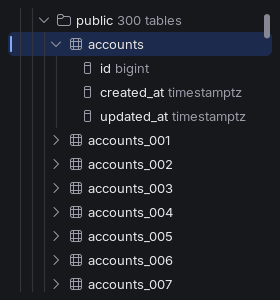 public 300 tables
accounts
id bigint
created_at timestamptz
updated_at timestamptz
accounts_001
accounts_002
accounts_003
accounts_004
accounts_005
accounts_006
accounts_007